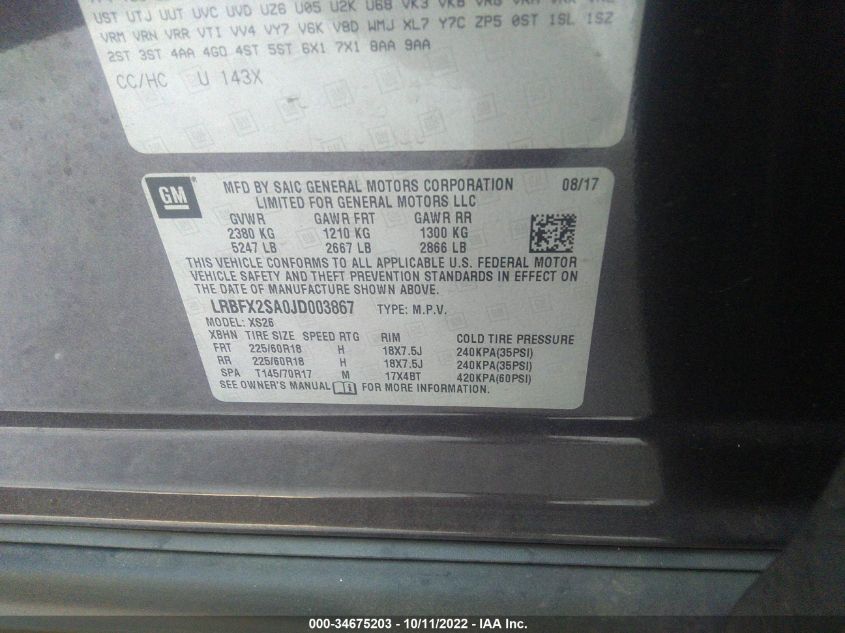 UST UTJ UUT UVC UVD UZ6 U05 U2K U68 VK3 VKB
VRM VRN VRR VTI VV4 VY7 V6K V8D WMJ XL7 Y7C ZP5 0ST 1SL 1SZ
2ST 3ST 4AA 4GO 4ST 5ST 6X1 7X1 8AA 9AA
CC/HC U 143X
GM
MFD BY SAIC GENERAL MOTORS CORPORATION 08/17
LIMITED FOR GENERAL MOTORS LLC
GVWR GAWR FRT GAWR RR
2380 KG 1210 KG 1300 KG
5247 LB 2667 LB 2866 LB
THIS VEHICLE CONFORMS TO ALL APPLICABLE U.S. FEDERAL MOTOR
VEHICLE SAFETY AND THEFT PREVENTION STANDARDS IN EFFECT ON
THE DATE OF MANUFACTURE SHOWN ABOVE.
LRBFX2SA0JD003867 TYPE: M.P.V.
MODEL: XS26
XBHN TIRE SIZE SPEED RTG RIM COLD TIRE PRESSURE
FRT 225/60R18 H 18X7.5J 240KPA(35PSI)
RR 225/60R18 H 18X7.5J 240KPA(35PSI)
SPA T145/70R17 M 17X4BT 420KPA(60PSI)
SEE OWNER'S MANUAL FOR MORE INFORMATION.
000-34675203 - 10/11/2022 - IAA Inc.